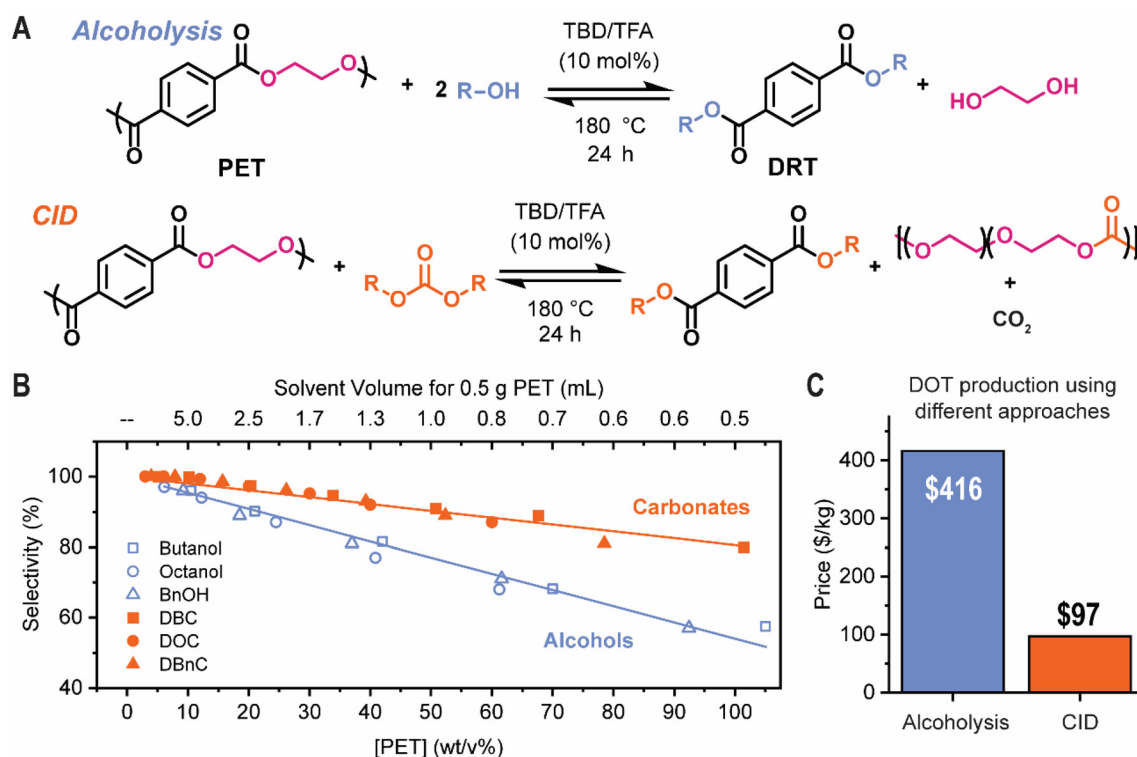 A
Alcoholysis
O
O
O
O
PET
+
2 R–OH
TBD/TFA
(10 mol%)
180 °C
24 h
O
O
R
R
O
O
DRT
+
HO
OH
CID
O
O
O
O
+
O
R
R
O
O
TBD/TFA
(10 mol%)
180 °C
24 h
O
O
R
R
O
O
+
O
O
O
O
+
CO2
B
Solvent Volume for 0.5 g PET (mL)
-- 5.0 2.5 1.7 1.3 1.0 0.8 0.7 0.6 0.6 0.5
Selectivity (%)
100
80
60
40
Carbonates
Alcohols
Butanol
Octanol
BnOH
DBC
DOC
DBnC
0 10 20 30 40 50 60 70 80 90 100
[PET] (wt/v%)
C
DOT production using
different approaches
Price ($/kg)
400
300
200
100
0
$416
$97
Alcoholysis CID